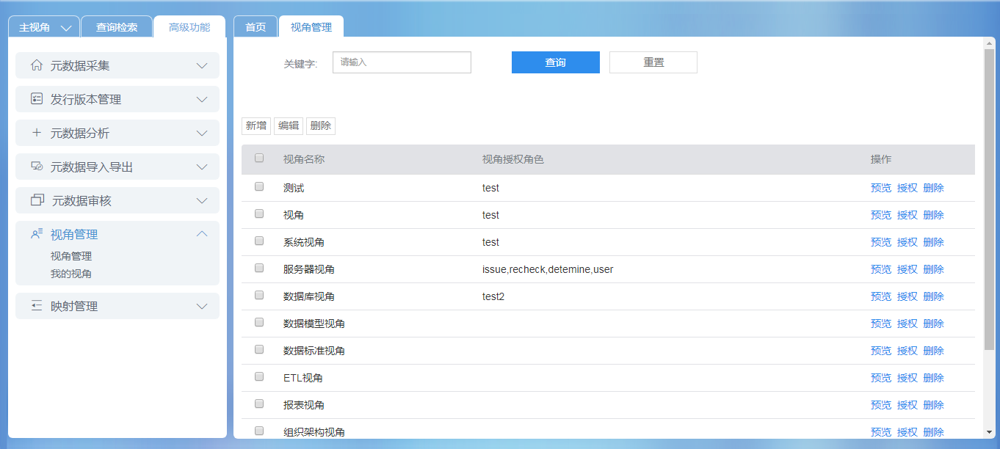 主视角 查询检索 高级功能 首页 视角管理
元数据采集
发行版本管理
元数据分析
元数据导入导出
元数据审核
视角管理
视角管理
我的视角
映射管理
关键字: 请输入 查询 重置
新增 编辑 删除
视角名称 视角授权角色 操作
测试 test 预览 授权 删除
视角 test 预览 授权 删除
系统视角 test 预览 授权 删除
服务器视角 issue,recheck,detemine,user 预览 授权 删除
数据库视角 test2 预览 授权 删除
数据模型视角 预览 授权 删除
数据标准视角 预览 授权 删除
ETL视角 预览 授权 删除
报表视角 预览 授权 删除
组织架构视角 预览 授权 删除